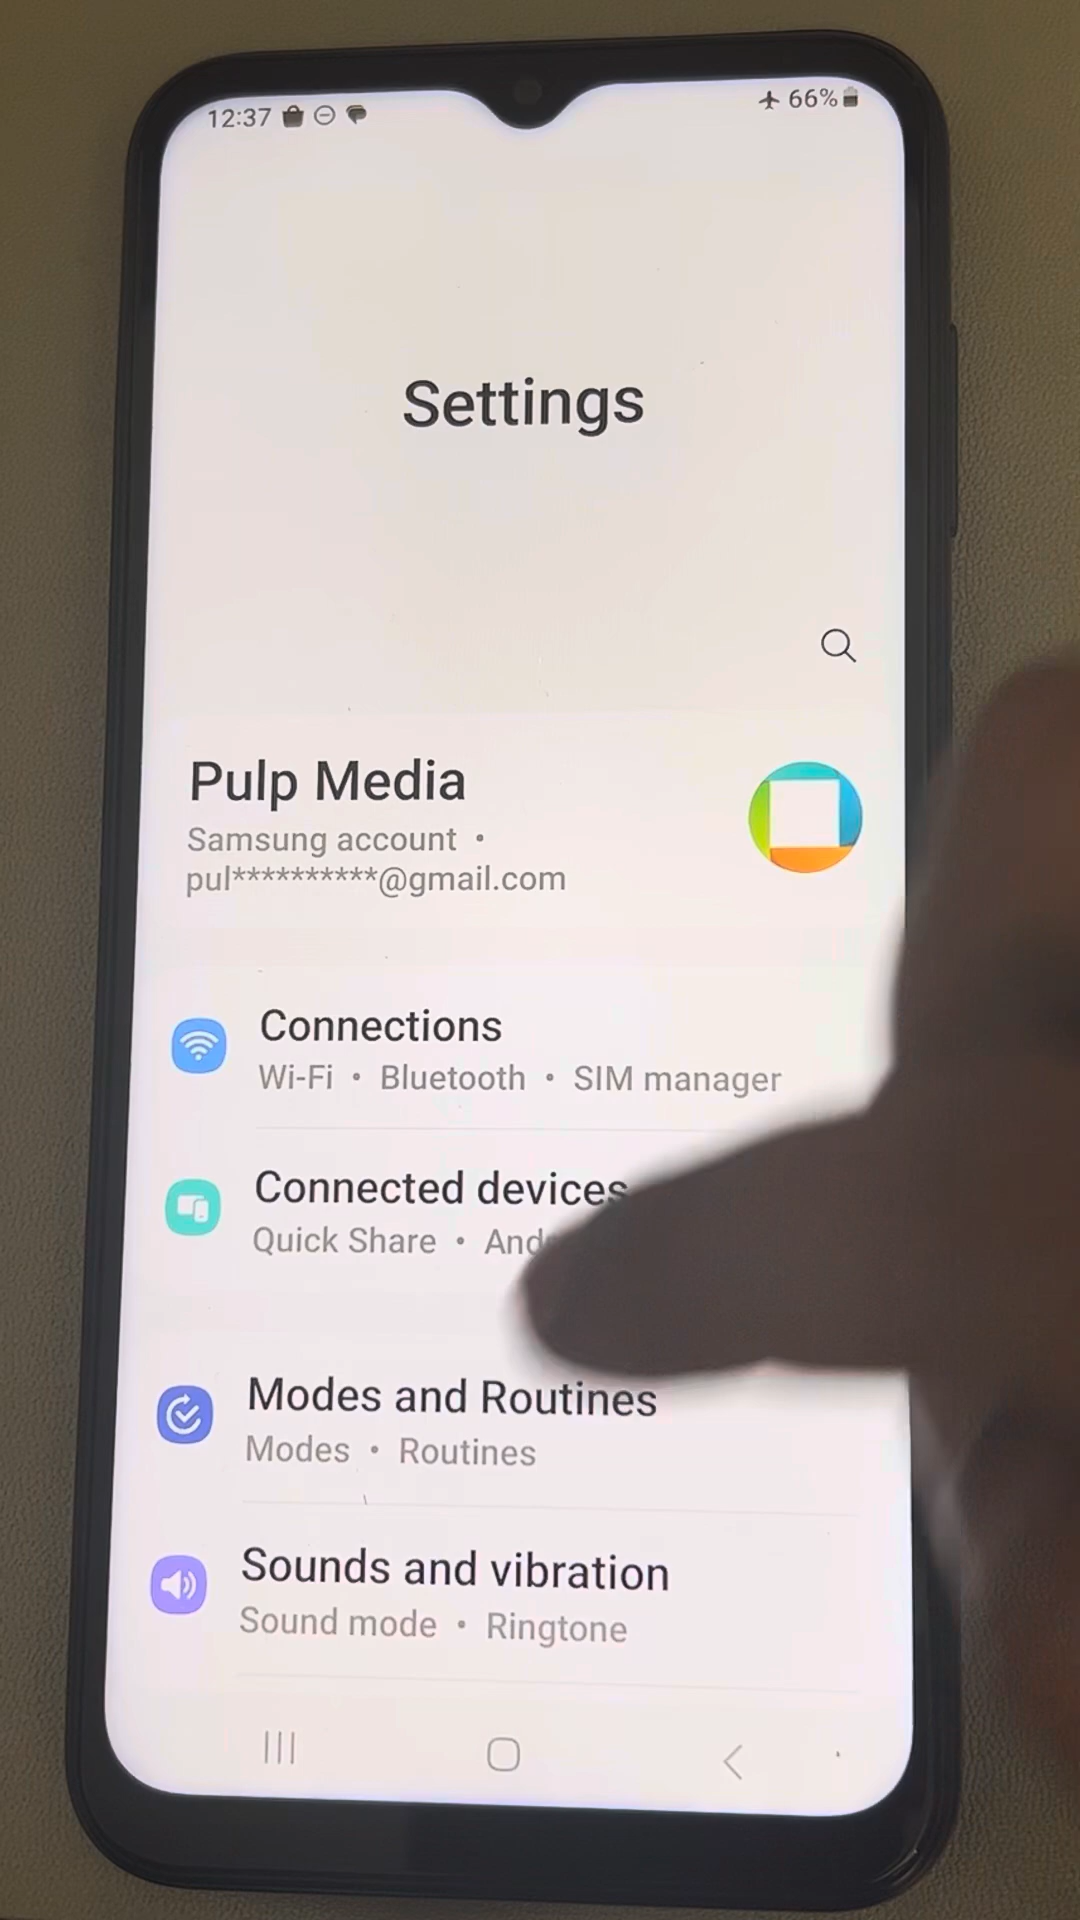 12:37 66%
Settings
Pulp Media
Samsung account •
pul**********@gmail.com
Connections
Wi-Fi • Bluetooth • SIM manager
Connected devices
Quick Share •
Modes and Routines
Modes • Routines
Sounds and vibration
Sound mode • Ringtone